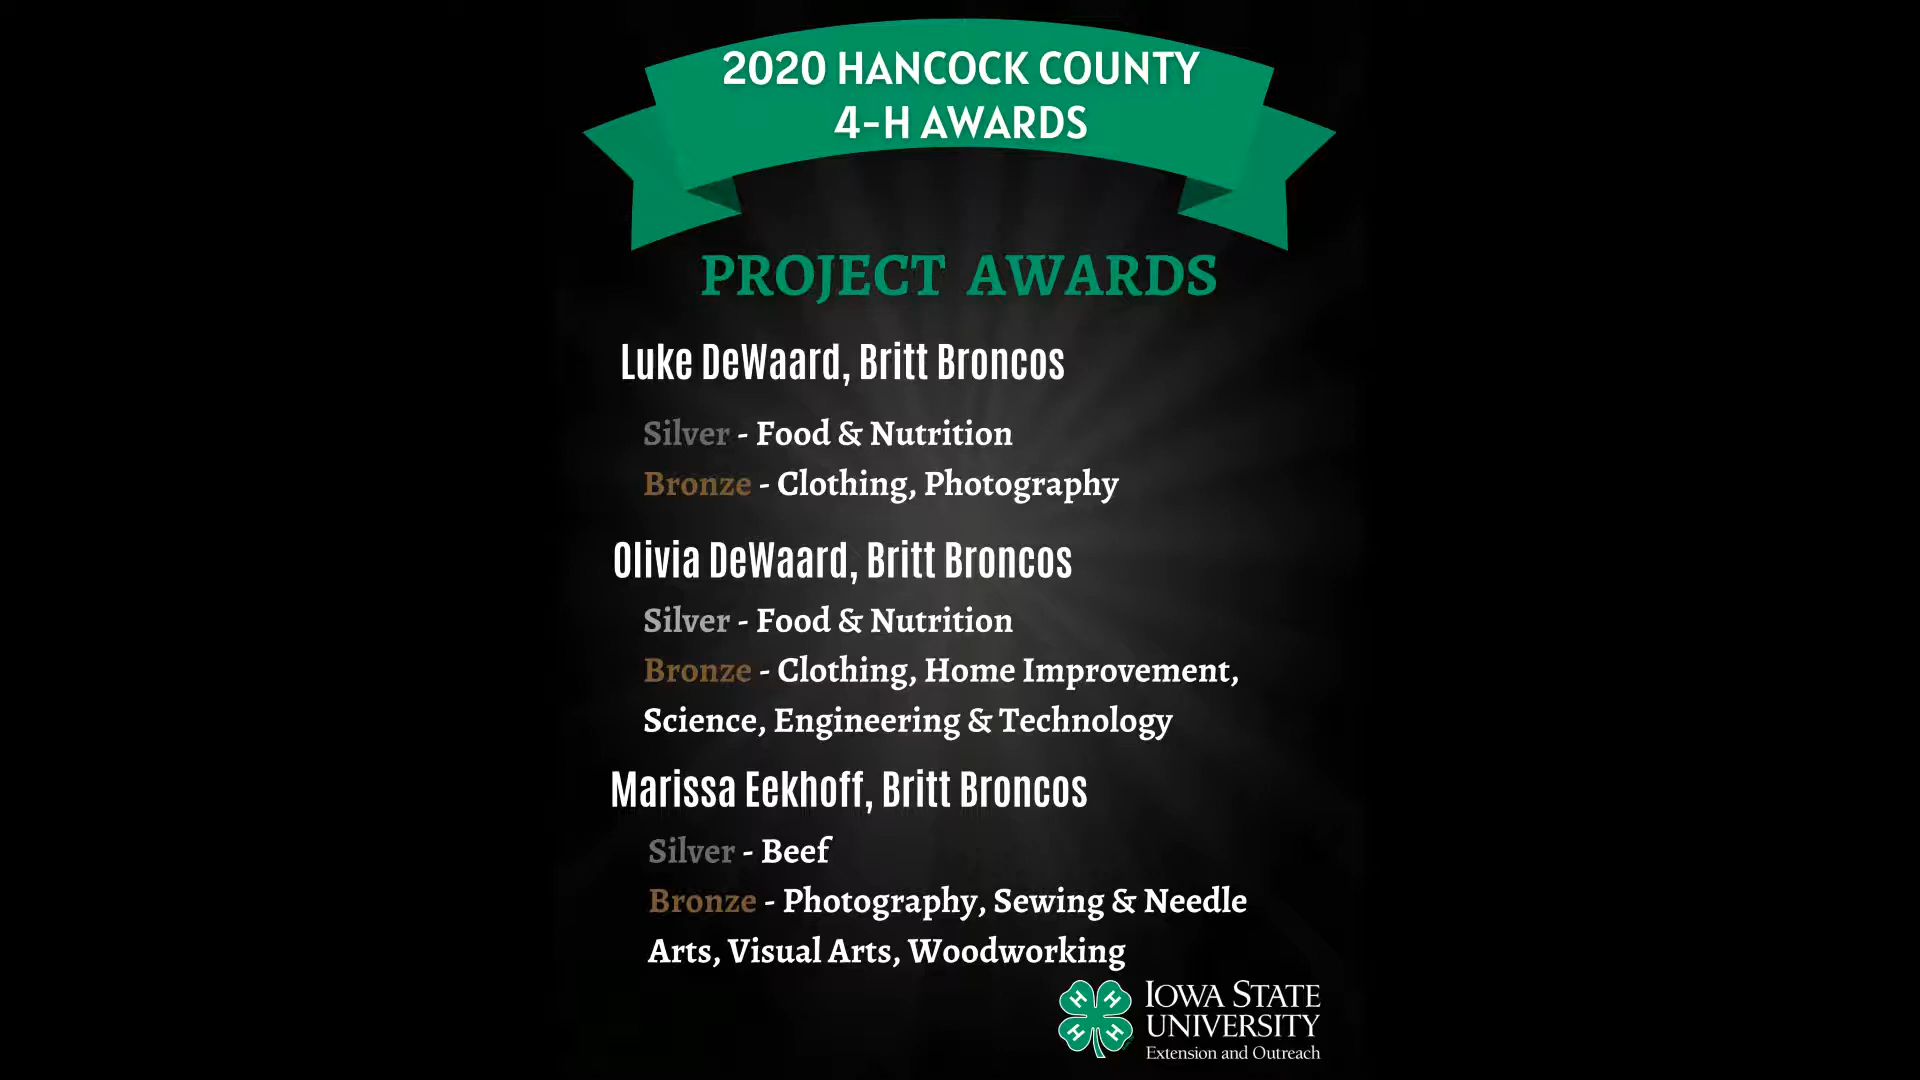 2020 HANCOCK COUNTY
4-H AWARDS
PROJECT AWARDS
Luke DeWaard, Britt Broncos
Silver - Food & Nutrition
Bronze - Clothing, Photography
Olivia DeWaard, Britt Broncos
Silver - Food & Nutrition
Bronze - Clothing, Home Improvement,
Science, Engineering & Technology
Marissa Eekhoff, Britt Broncos
Silver - Beef
Bronze - Photography, Sewing & Needle
Arts, Visual Arts, Woodworking
H H
H H
IOWA STATE
UNIVERSITY
Extension and Outreach